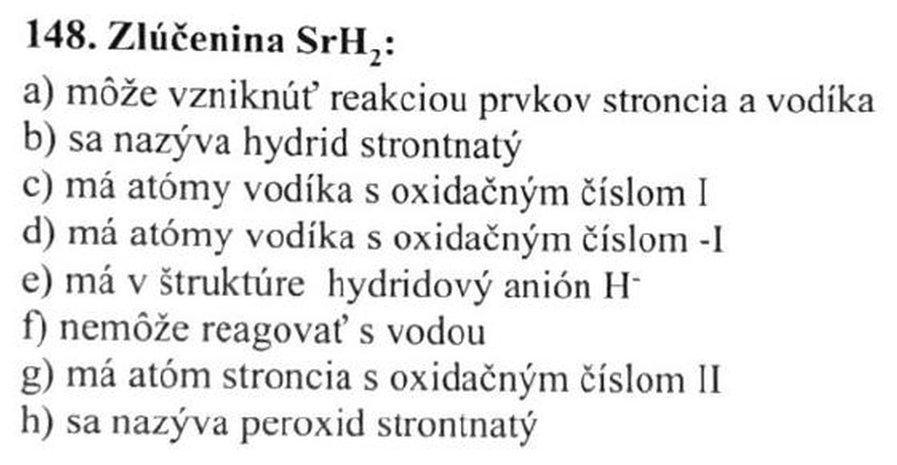 148. Zlúčenina SrH₂:
a) môže vzniknúť reakciou prvkov stroncia a vodíka
b) sa nazýva hydrid strontnatý
c) má atómy vodíka s oxidačným číslom I
d) má atómy vodíka s oxidačným číslom -I
e) má v štruktúre hydridový anión H⁻
f) nemôže reagovať s vodou
g) má atóm stroncia s oxidačným číslom II
h) sa nazýva peroxid strontnatý